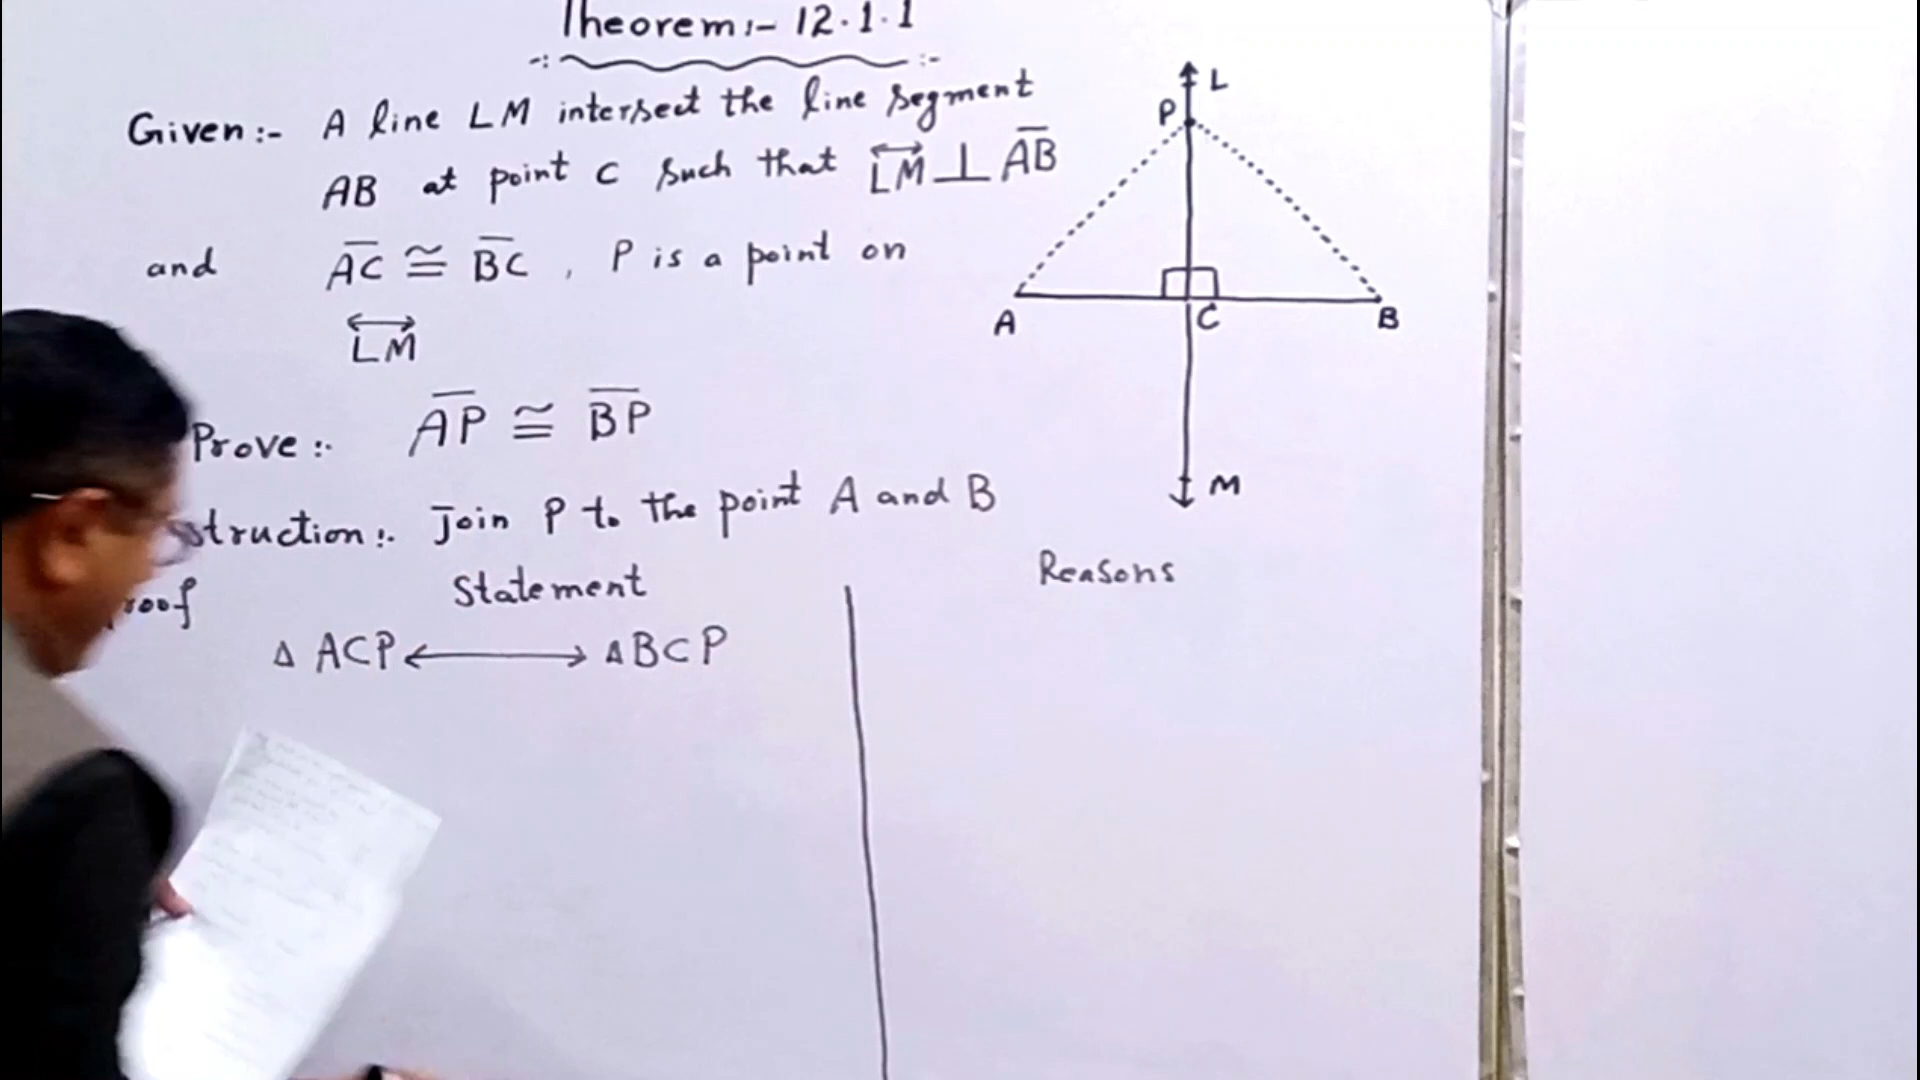 Theorem:- 12.1.1
Given:- A line LM intersect the line segment
AB at point C such that LM ⊥ AB
and AC ≅ BC, P is a point on
LM
Prove:- AP ≅ BP
struction:- Join P to the point A and B
roof Statement Reasons
Δ ACP ⟷ Δ BCP
L
P
A
C
B
M